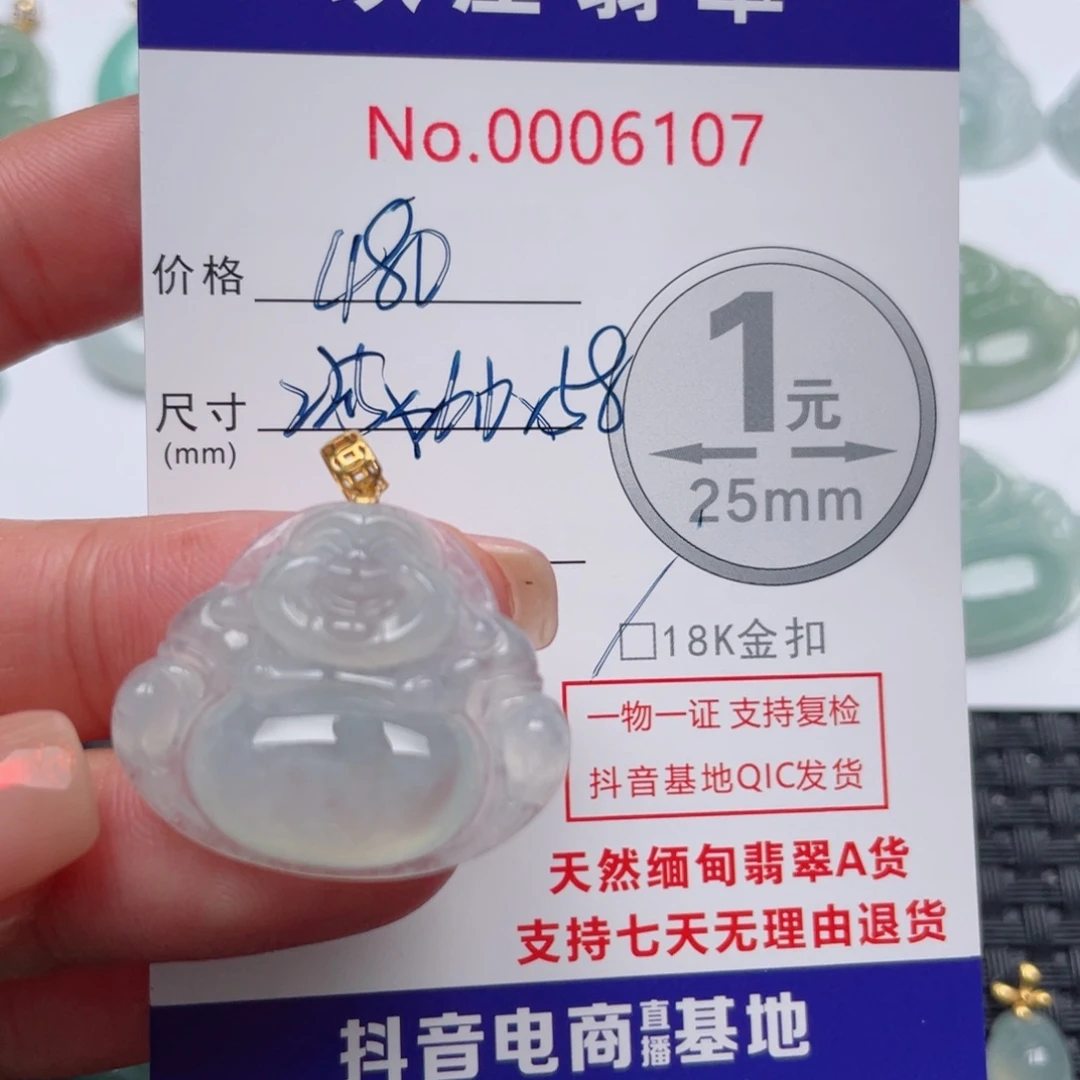 翡翠
No.0006107
价格 480
尺寸
(mm)
1元
25mm
□18K金扣
一物一证 支持复检
抖音基地QIC发货
天然缅甸翡翠A货
支持七天无理由退货
抖音电商直播基地